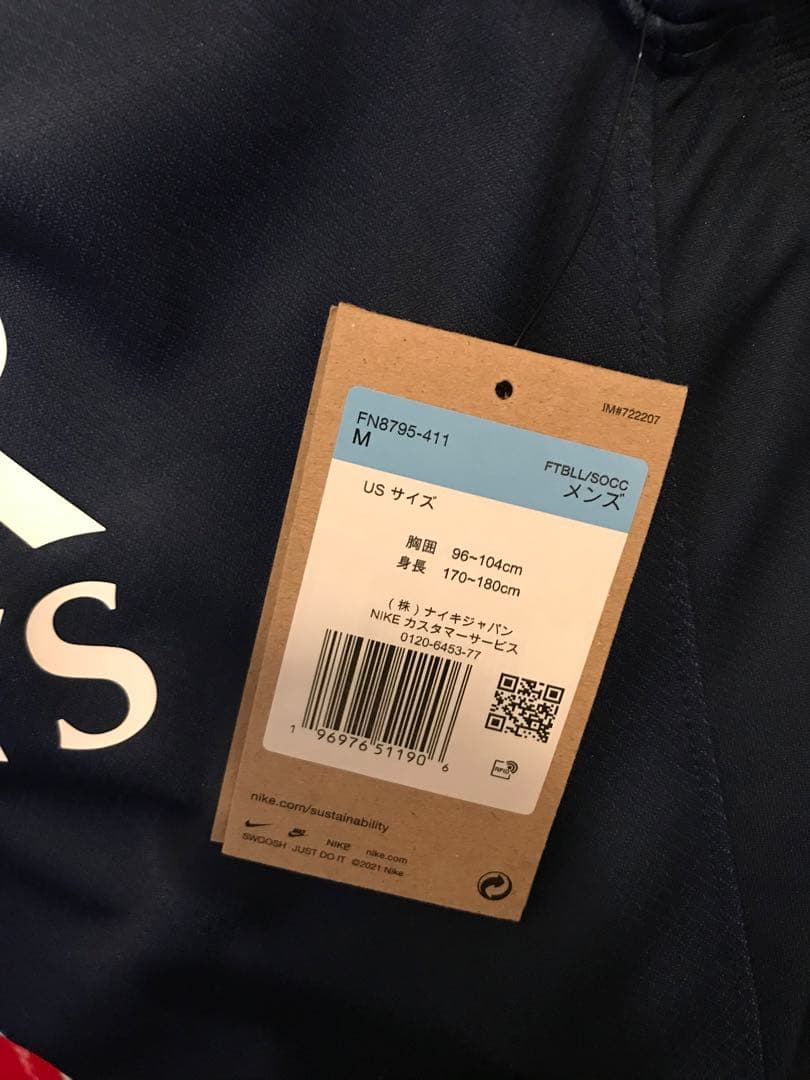 IM#722207
FN8795-411
M
FTBLL/SOCC
メンズ
US サイズ
胸囲 96~104cm
身長 170~180cm
(株)ナイキジャパン
NIKE カスタマーサービス
0120-6453-77
1 96976 51190 6
RFID
nike.com/sustainability
NIKE nike.com
SWOOSH JUST DO IT ©2021 Nike
R
S